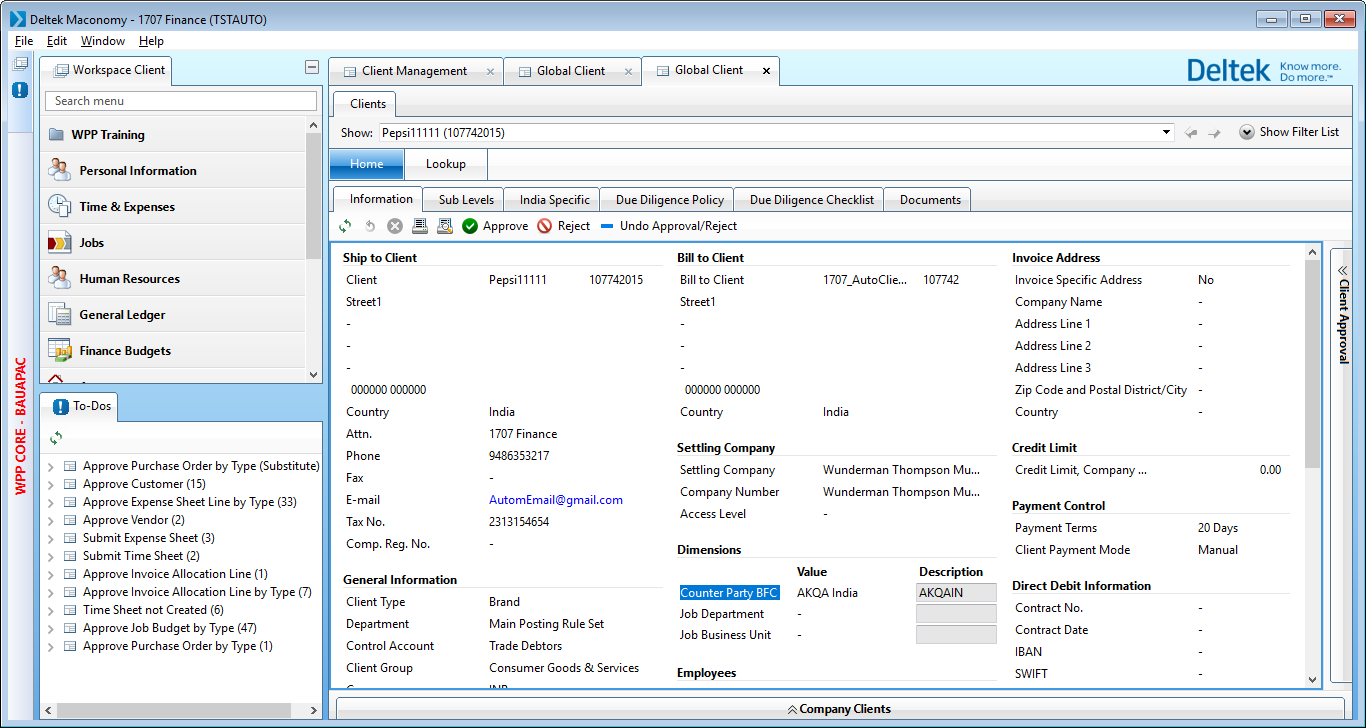 Deltek Maconomy - 1707 Finance (TSTAUTO)
File Edit Window Help
WPP CORE - BAUAPAC
Workspace Client
Search menu
WPP Training
Personal Information
Time & Expenses
Jobs
Human Resources
General Ledger
Finance Budgets
To-Dos
Approve Purchase Order by Type (Substitute)
Approve Customer (15)
Approve Expense Sheet Line by Type (33)
Approve Vendor (2)
Submit Expense Sheet (3)
Submit Time Sheet (2)
Approve Invoice Allocation Line (1)
Approve Invoice Allocation Line by Type (7)
Time Sheet not Created (6)
Approve Job Budget by Type (47)
Approve Purchase Order by Type (1)
Client Management Global Client Global Client
Deltek Know more. Do more.™
Clients
Show: Pepsi11111 (107742015) Show Filter List
Home Lookup
Information Sub Levels India Specific Due Diligence Policy Due Diligence Checklist Documents
Approve Reject Undo Approval/Reject
Ship to Client
Client Pepsi11111 107742015
Street1
-
-
-
000000 000000
Country India
Attn. 1707 Finance
Phone 9486353217
Fax -
E-mail AutomEmail@gmail.com
Tax No. 2313154654
Comp. Reg. No. -
General Information
Client Type Brand
Department Main Posting Rule Set
Control Account Trade Debtors
Client Group Consumer Goods & Services
Bill to Client
Bill to Client 1707_AutoClie... 107742
Street1
-
-
-
000000 000000
Country India
Settling Company
Settling Company Wunderman Thompson Mu...
Company Number Wunderman Thompson Mu...
Access Level -
Dimensions
Value Description
Counter Party BFC AKQA India AKQAIN
Job Department -
Job Business Unit -
Employees
Invoice Address
Invoice Specific Address No
Company Name -
Address Line 1 -
Address Line 2 -
Address Line 3 -
Zip Code and Postal District/City -
Country -
Credit Limit
Credit Limit, Company ... 0.00
Payment Control
Payment Terms 20 Days
Client Payment Mode Manual
Direct Debit Information
Contract No. -
Contract Date -
IBAN -
SWIFT -
Client Approval
Company Clients